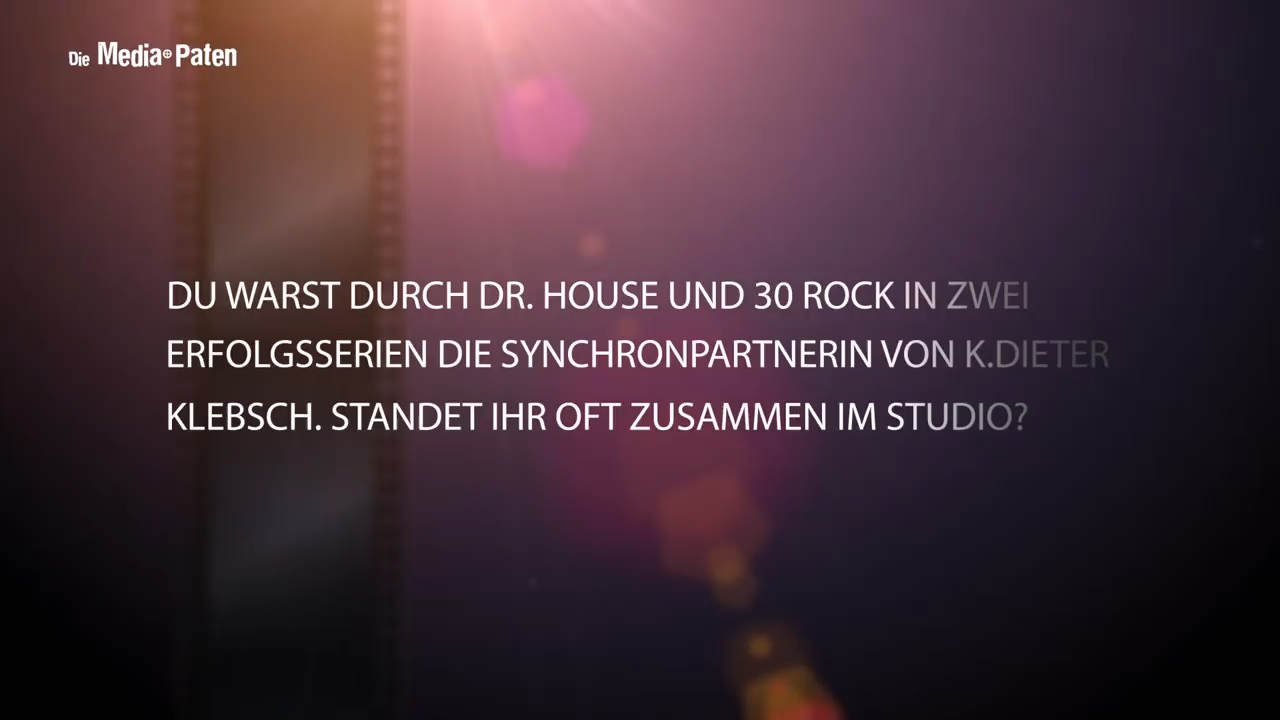 Die Media Paten
DU WARST DURCH DR. HOUSE UND 30 ROCK IN ZWEI
ERFOLGSSERIEN DIE SYNCHRONPARTNERIN VON K.DIETER
KLEBSCH. STANDET IHR OFT ZUSAMMEN IM STUDIO?